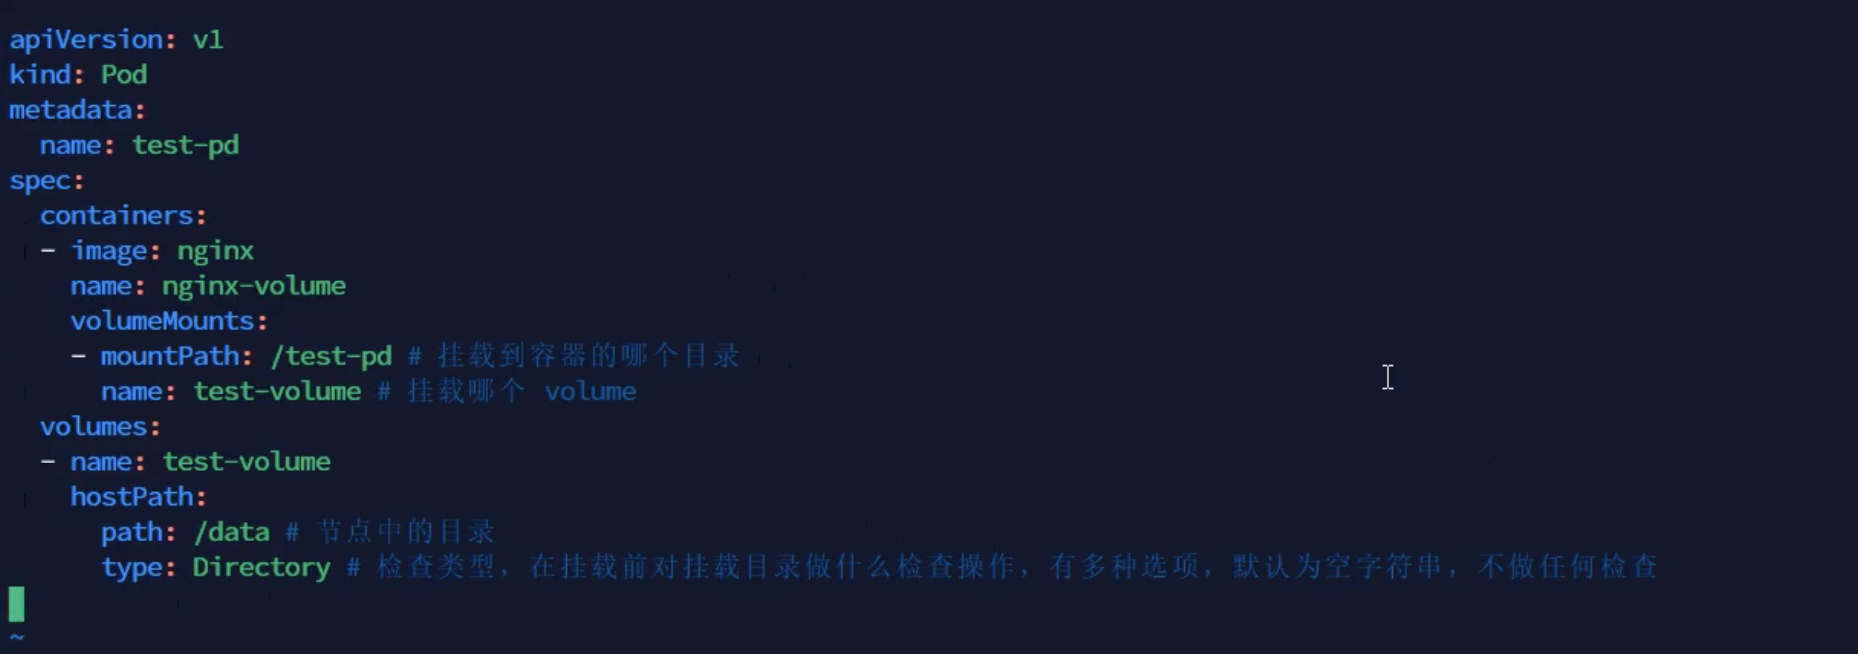 apiVersion: v1
kind: Pod
metadata:
  name: test-pd
spec:
  containers:
  - image: nginx
    name: nginx-volume
    volumeMounts:
    - mountPath: /test-pd # 挂载到容器的哪个目录
      name: test-volume # 挂载哪个 volume
  volumes:
  - name: test-volume
    hostPath:
      path: /data # 节点中的目录
      type: Directory # 检查类型，在挂载前对挂载目录做什么检查操作，有多种选项，默认为空字符串，不做任何检查
~